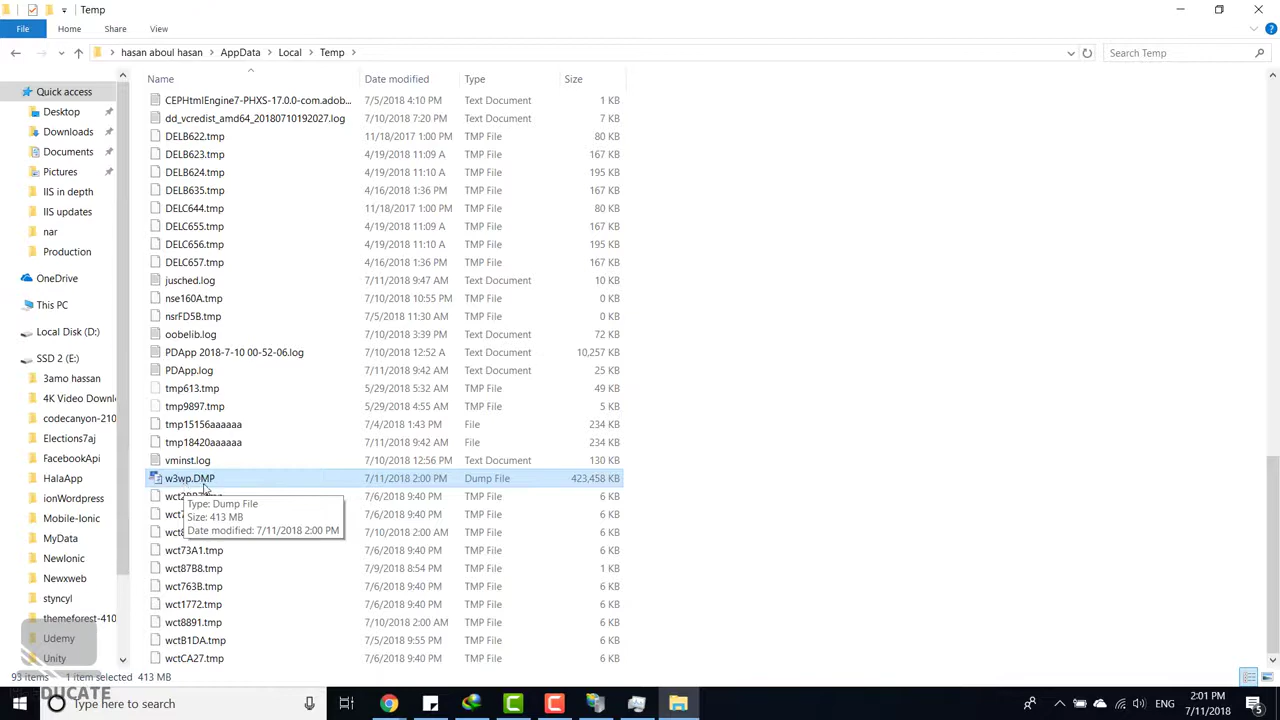 Temp
File Home Share View
hasan aboul hasan AppData Local Temp Search Temp
Name Date modified Type Size
Quick access
Desktop
Downloads
Documents
Pictures
IIS in depth
IIS updates
nar
Production
OneDrive
This PC
Local Disk (D:)
SSD 2 (E:)
3amo hassan
4K Video Downl
codecanyon-210
Elections7aj
FacebookApi
HalaApp
ionWordpress
Mobile-Ionic
MyData
NewIonic
Newxweb
styncyl
themeforest-410
Udemy
Unity
CEPHtmlEngine7-PHXS-17.0.0-com.adob... 7/5/2018 4:10 PM Text Document 1 KB
dd_vcredist_amd64_20180710192027.log 7/10/2018 7:20 PM Text Document 7 KB
DELB622.tmp 11/18/2017 1:00 PM TMP File 80 KB
DELB623.tmp 4/19/2018 11:09 A TMP File 167 KB
DELB624.tmp 4/19/2018 11:10 A TMP File 195 KB
DELB635.tmp 4/16/2018 1:36 PM TMP File 167 KB
DELC644.tmp 11/18/2017 1:00 PM TMP File 80 KB
DELC655.tmp 4/19/2018 11:09 A TMP File 167 KB
DELC656.tmp 4/19/2018 11:10 A TMP File 195 KB
DELC657.tmp 4/16/2018 1:36 PM TMP File 167 KB
jusched.log 7/11/2018 9:47 AM Text Document 10 KB
nse160A.tmp 7/10/2018 10:55 PM TMP File 0 KB
nsrFD5B.tmp 7/5/2018 11:30 AM TMP File 0 KB
oobelib.log 7/10/2018 3:39 PM Text Document 72 KB
PDApp 2018-7-10 00-52-06.log 7/10/2018 12:52 A Text Document 10,257 KB
PDApp.log 7/11/2018 9:42 AM Text Document 25 KB
tmp613.tmp 5/29/2018 5:32 AM TMP File 49 KB
tmp9897.tmp 5/29/2018 4:55 AM TMP File 5 KB
tmp15156aaaaaa 7/4/2018 1:43 PM File 234 KB
tmp18420aaaaaa 7/11/2018 9:42 AM File 234 KB
vminst.log 7/10/2018 12:56 PM Text Document 130 KB
w3wp.DMP 7/11/2018 2:00 PM Dump File 423,458 KB
7/6/2018 9:40 PM TMP File 6 KB
Type: Dump File
7/6/2018 9:40 PM TMP File 6 KB
Size: 413 MB
Date modified: 7/11/2018 2:00 PM
7/10/2018 2:00 AM TMP File 6 KB
wct73A1.tmp 7/6/2018 9:40 PM TMP File 6 KB
wct87B8.tmp 7/9/2018 8:54 PM TMP File 1 KB
wct763B.tmp 7/6/2018 9:40 PM TMP File 6 KB
wct1772.tmp 7/6/2018 9:40 PM TMP File 6 KB
wct8891.tmp 7/10/2018 2:00 AM TMP File 6 KB
wctB1DA.tmp 7/5/2018 9:55 PM TMP File 6 KB
wctCA27.tmp 7/6/2018 9:40 PM TMP File 6 KB
93 items 1 item selected 413 MB
DUCATE
Type here to search
ENG
2:01 PM
7/11/2018
5